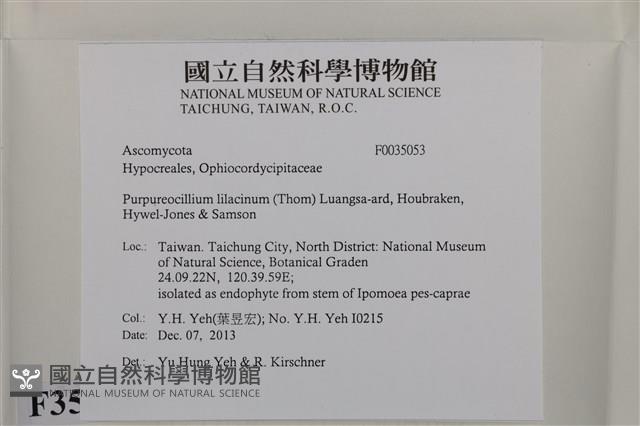 國立自然科學博物館
NATIONAL MUSEUM OF NATURAL SCIENCE
TAICHUNG, TAIWAN, R.O.C.
Ascomycota F0035053
Hypocreales, Ophiocordycipitaceae
Purpureocillium lilacinum (Thom) Luangsa-ard, Houbraken,
Hywel-Jones & Samson
Loc.: Taiwan. Taichung City, North District: National Museum
of Natural Science, Botanical Graden
24.09.22N, 120.39.59E;
isolated as endophyte from stem of Ipomoea pes-caprae
Col.: Y.H. Yeh(葉昱宏); No. Y.H. Yeh I0215
Date: Dec. 07, 2013
Det.: Yu Hung Yeh & R. Kirschner
國立自然科學博物館
NATIONAL MUSEUM OF NATURAL SCIENCE
F35